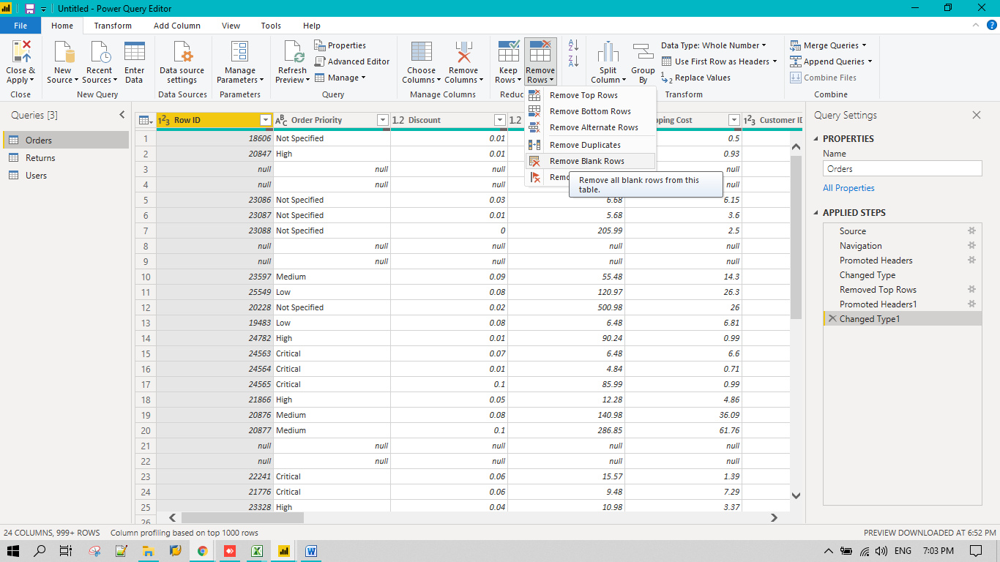 Untitled - Power Query Editor
File Home Transform Add Column View Tools Help
Close & Apply
Close
New Source
Recent Sources
Enter Data
New Query
Data source settings
Data Sources
Manage Parameters
Parameters
Refresh Preview
Properties
Advanced Editor
Manage
Query
Choose Columns
Remove Columns
Manage Columns
Keep Rows
Remove Rows
Reduc
A Z
Z A
Split Column
Group By
Data Type: Whole Number
Use First Row as Headers
1 2 Replace Values
Transform
Merge Queries
Append Queries
Combine Files
Combine
Remove Top Rows
Remove Bottom Rows
Remove Alternate Rows
Remove Duplicates
Remove Blank Rows
Remo
Remove all blank rows from this
table.
Queries [3]
Orders
Returns
Users
123 Row ID ABC Order Priority 1.2 Discount 1.2 pping Cost 123 Customer ID
1 18606 Not Specified 0.01 0.5
2 20847 High 0.01 0.93
3 null null null null
4 null null null null
5 23086 Not Specified 0.03 6.68 6.15
6 23087 Not Specified 0.01 5.68 3.6
7 23088 Not Specified 0 205.99 2.5
8 null null null null null
9 null null null null null
10 23597 Medium 0.09 55.48 14.3
11 25549 Low 0.08 120.97 26.3
12 20228 Not Specified 0.02 500.98 26
13 19483 Low 0.08 6.48 6.81
14 24782 High 0.01 90.24 0.99
15 24563 Critical 0.07 6.48 6.6
16 24564 Critical 0.01 4.84 0.71
17 24565 Critical 0.1 85.99 0.99
18 21866 High 0.05 12.28 4.86
19 20876 Medium 0.08 140.98 36.09
20 20877 Medium 0.1 286.85 61.76
21 null null null null null
22 null null null null null
23 22241 Critical 0.06 15.57 1.39
24 21776 Critical 0.06 9.48 7.29
25 23328 High 0.04 10.98 3.37
26
Query Settings
PROPERTIES
Name
Orders
All Properties
APPLIED STEPS
Source
Navigation
Promoted Headers
Changed Type
Removed Top Rows
Promoted Headers1
Changed Type1
24 COLUMNS, 999+ ROWS Column profiling based on top 1000 rows PREVIEW DOWNLOADED AT 6:52 PM
ENG 7:03 PM